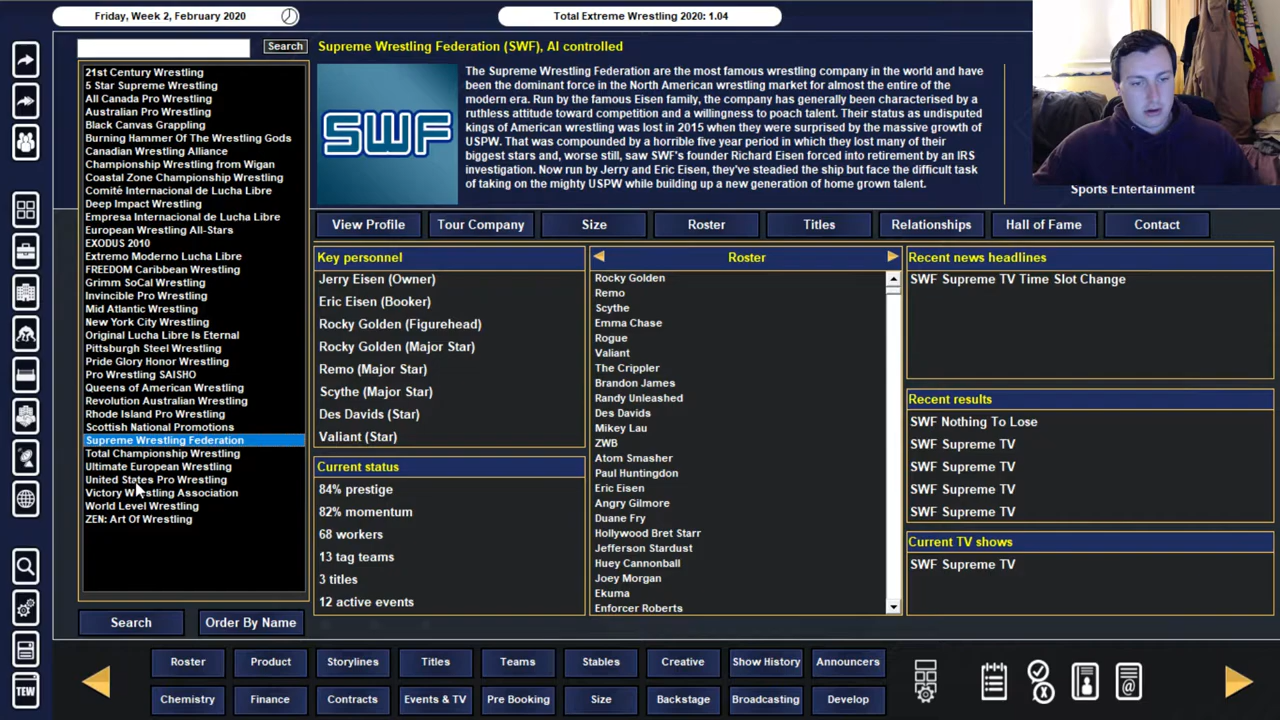 Friday, Week 2, February 2020
Total Extreme Wrestling 2020: 1.04
Search
Supreme Wrestling Federation (SWF), AI controlled
21st Century Wrestling
5 Star Supreme Wrestling
All Canada Pro Wrestling
Australian Pro Wrestling
Black Canvas Grappling
Burning Hammer Of The Wrestling Gods
Canadian Wrestling Alliance
Championship Wrestling from Wigan
Coastal Zone Championship Wrestling
Comité Internacional de Lucha Libre
Deep Impact Wrestling
Empresa Internacional de Lucha Libre
European Wrestling All-Stars
EXODUS 2010
Extremo Moderno Lucha Libre
FREEDOM Caribbean Wrestling
Grimm SoCal Wrestling
Invincible Pro Wrestling
Mid Atlantic Wrestling
New York City Wrestling
Original Lucha Libre Is Eternal
Pittsburgh Steel Wrestling
Pride Glory Honor Wrestling
Pro Wrestling SAISHO
Queens of American Wrestling
Revolution Australian Wrestling
Rhode Island Pro Wrestling
Scottish National Promotions
Supreme Wrestling Federation
Total Championship Wrestling
Ultimate European Wrestling
United States Pro Wrestling
Victory Wrestling Association
World Level Wrestling
ZEN: Art Of Wrestling
Search
Order By Name
SWF
The Supreme Wrestling Federation are the most famous wrestling company in the world and have
been the dominant force in the North American wrestling market for almost the entire of the
modern era. Run by the famous Eisen family, the company has generally been characterised by a
ruthless attitude toward competition and a willingness to poach talent. Their status as undisputed
kings of American wrestling was lost in 2015 when they were surprised by the massive growth of
USPW. That was compounded by a horrible five year period in which they lost many of their
biggest stars and, worse still, saw SWF's founder Richard Eisen forced into retirement by an IRS
investigation. Now run by Jerry and Eric Eisen, they've steadied the ship but face the difficult task
of taking on the mighty USPW while building up a new generation of home grown talent.
Sports Entertainment
View Profile
Tour Company
Size
Roster
Titles
Relationships
Hall of Fame
Contact
Key personnel
Jerry Eisen (Owner)
Eric Eisen (Booker)
Rocky Golden (Figurehead)
Rocky Golden (Major Star)
Remo (Major Star)
Scythe (Major Star)
Des Davids (Star)
Valiant (Star)
Current status
84% prestige
82% momentum
68 workers
13 tag teams
3 titles
12 active events
Roster
Rocky Golden
Remo
Scythe
Emma Chase
Rogue
Valiant
The Crippler
Brandon James
Randy Unleashed
Des Davids
Mikey Lau
ZWB
Atom Smasher
Paul Huntingdon
Eric Eisen
Angry Gilmore
Duane Fry
Hollywood Bret Starr
Jefferson Stardust
Huey Cannonball
Joey Morgan
Ekuma
Enforcer Roberts
Recent news headlines
SWF Supreme TV Time Slot Change
Recent results
SWF Nothing To Lose
SWF Supreme TV
SWF Supreme TV
SWF Supreme TV
SWF Supreme TV
Current TV shows
SWF Supreme TV
TEW
Roster
Product
Storylines
Titles
Teams
Stables
Creative
Show History
Announcers
Chemistry
Finance
Contracts
Events & TV
Pre Booking
Size
Backstage
Broadcasting
Develop